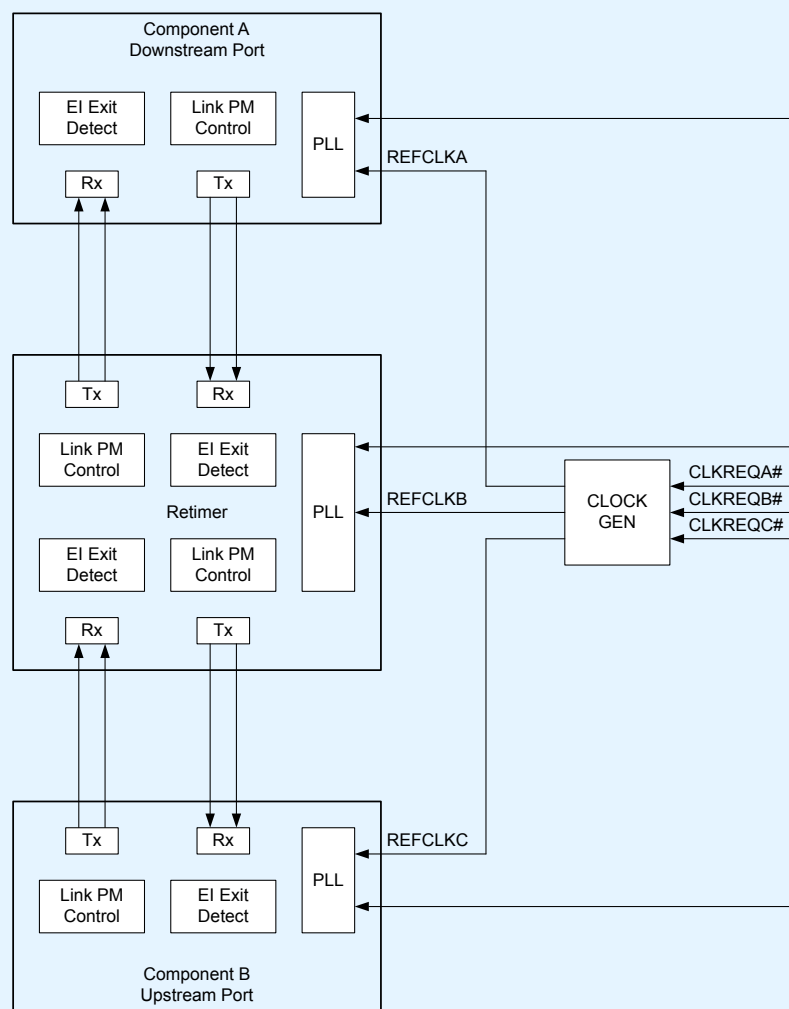 Component A
Downstream Port
EI Exit
Detect
Link PM
Control
PLL
REFCLKA
Rx
Tx
Tx
Rx
Link PM
Control
EI Exit
Detect
Retimer
PLL
REFCLKB
CLOCK
GEN
CLKREQA#
CLKREQB#
CLKREQC#
EI Exit
Detect
Link PM
Control
Rx
Tx
Tx
Rx
PLL
REFCLKC
Link PM
Control
EI Exit
Detect
Component B
Upstream Port